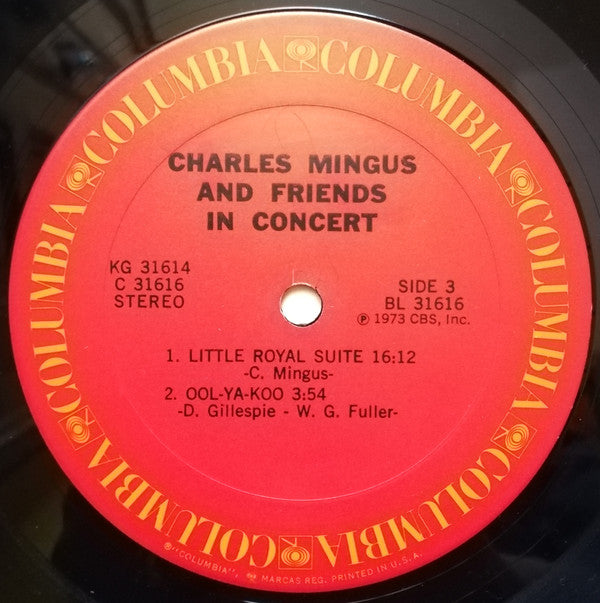 COLUMBIA COLUMBIA COLUMBIA COLUMBIA COLUMBIA COLUMBIA
CHARLES MINGUS
AND FRIENDS
IN CONCERT
KG 31614
C 31616
STEREO
SIDE 3
BL 31616
℗ 1973 CBS, Inc.
1. LITTLE ROYAL SUITE 16:12
-C. Mingus-
2. OOL-YA-KOO 3:54
-D. Gillespie - W. G. Fuller-
®"COLUMBIA", MARCAS REG. PRINTED IN U.S.A.